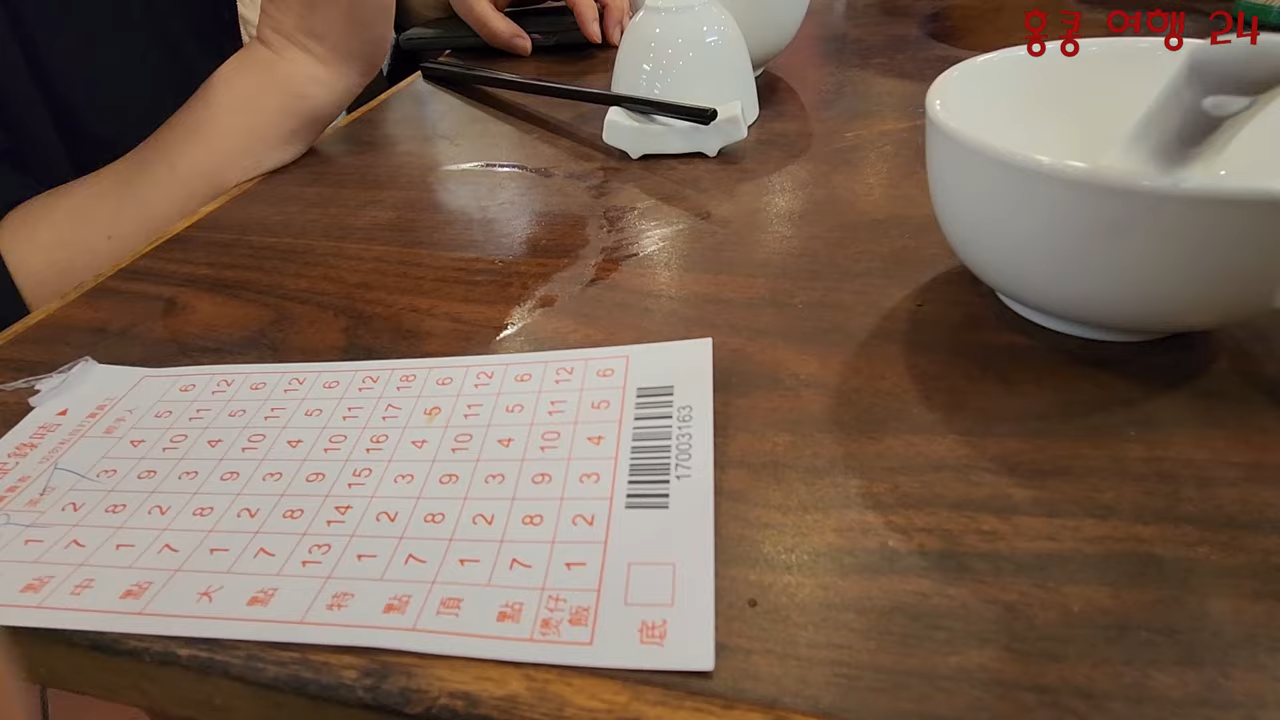 記錄咭 ▲
1 2 3 4 5 6
點 7 8 9 10 11 12
中 1 2 3 4 5 6
點 7 8 9 10 11 12
大 1 2 3 4 5 6
點 7 8 9 10 11 12
13 14 15 16 17 18
特 1 2 3 4 5 6
點 7 8 9 10 11 12
頂 1 2 3 4 5 6
點 7 8 9 10 11 12
煲仔飯 1 2 3 4 5 6
底
17003163
홍콩 여행 24